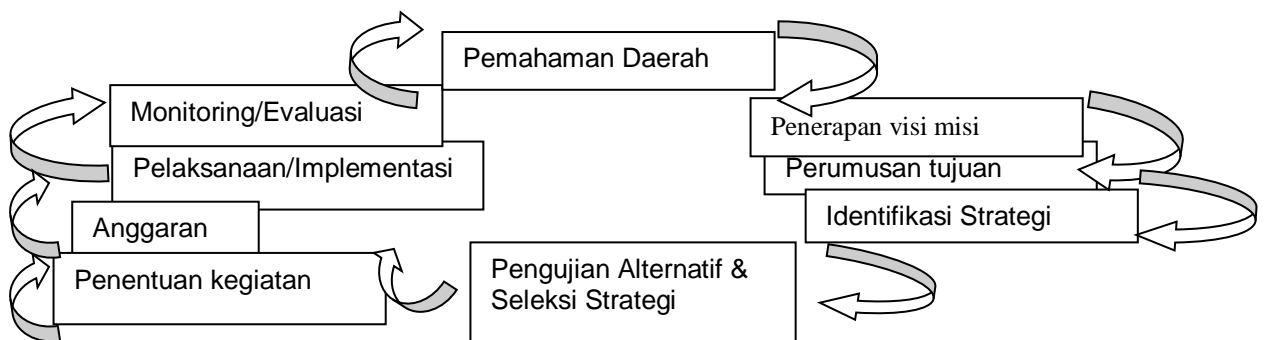 Pemahaman Daerah
Penerapan visi misi
Perumusan tujuan
Identifikasi Strategi
Pengujian Alternatif &
Seleksi Strategi
Penentuan kegiatan
Anggaran
Pelaksanaan/Implementasi
Monitoring/Evaluasi